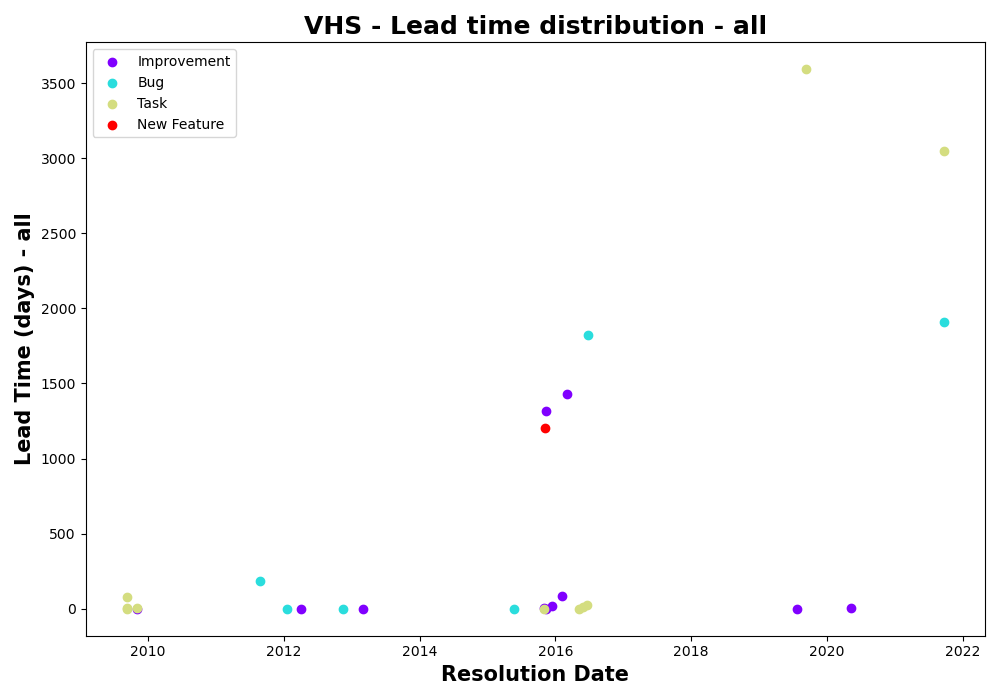 VHS - Lead time distribution - all
Improvement
Bug
Task
New Feature
3500
3000
2500
2000
1500
1000
500
0
Lead Time (days) - all
2010 2012 2014 2016 2018 2020 2022
Resolution Date